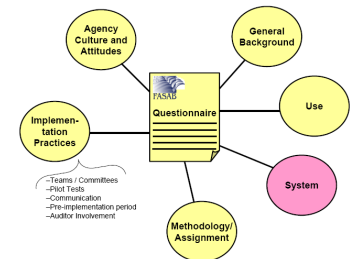 Agency
Culture and
Attitudes
General
Background
FASAB
Questionnaire
Use
Implemen-
tation
Practices
–Teams / Committees
–Pilot Tests
–Communication
–Pre-implementation period
–Auditor Involvement
System
Methodology/
Assignment